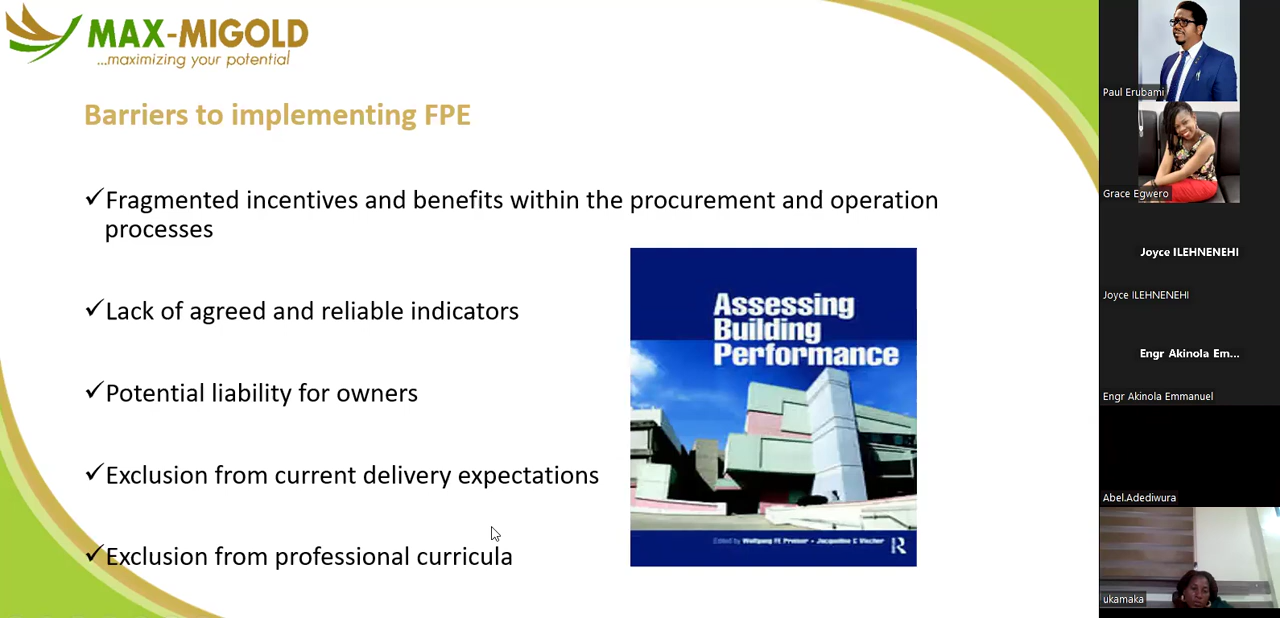 MAX-MIGOLD
...maximizing your potential
Barriers to implementing FPE
✓Fragmented incentives and benefits within the procurement and operation
processes
✓Lack of agreed and reliable indicators
✓Potential liability for owners
✓Exclusion from current delivery expectations
✓Exclusion from professional curricula
Assessing
Building
Performance
Edited by Wolfgang FE Preiser - Jacqueline C Vischer
R
Paul Erubami
Grace Egwero
Joyce ILEHNENEHI
Joyce ILEHNENEHI
Engr Akinola Em...
Engr Akinola Emmanuel
Abel.Adediwura
ukamaka